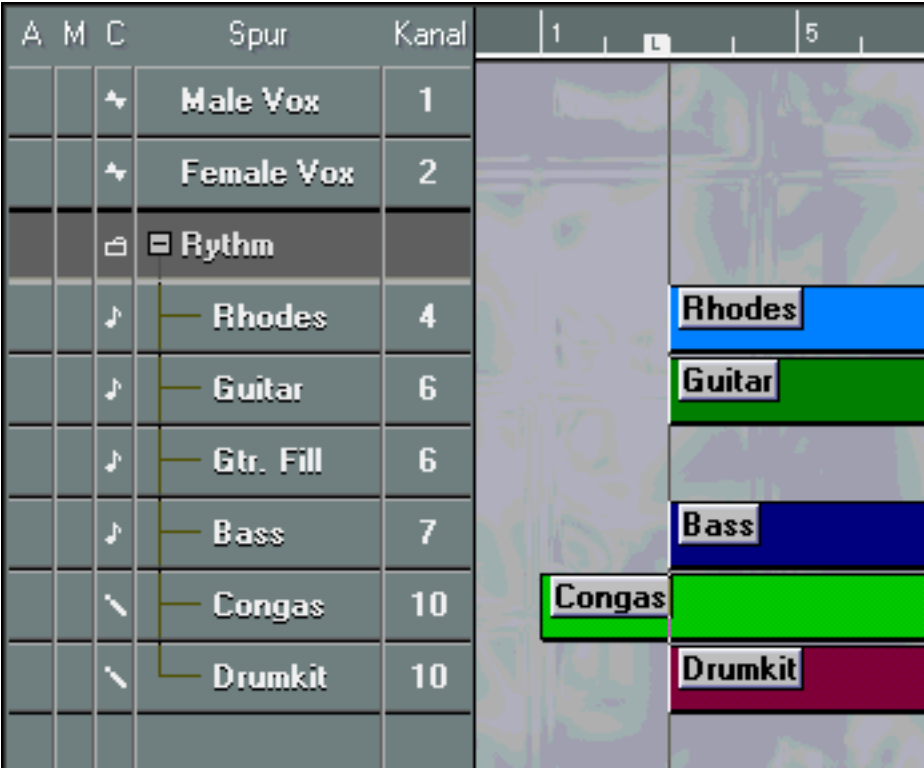 A M C Spur Kanal 1 L 5
Male Vox 1
Female Vox 2
Rythm
Rhodes 4 Rhodes
Guitar 6 Guitar
Gtr. Fill 6
Bass 7 Bass
Congas 10 Congas
Drumkit 10 Drumkit